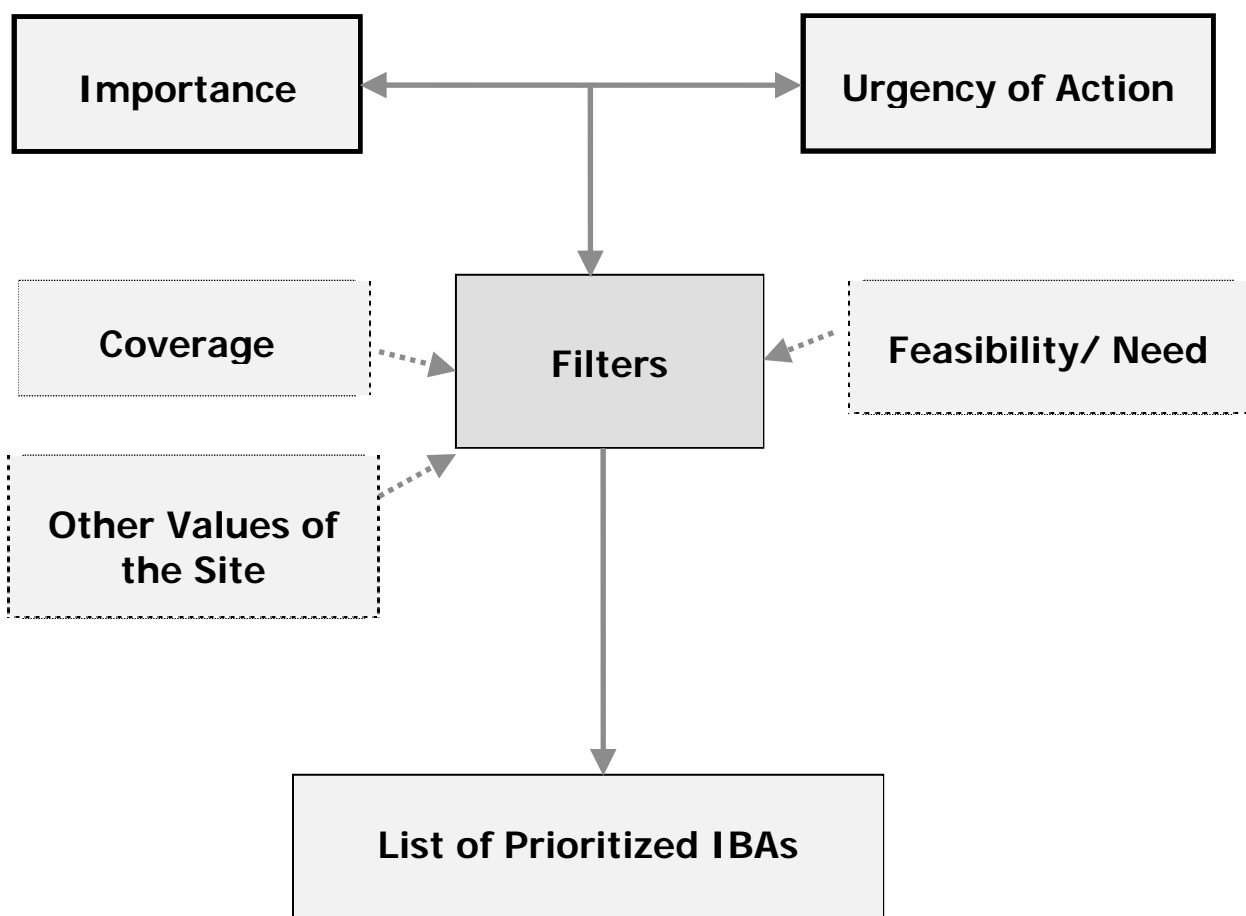 Importance
Urgency of Action
Coverage
Filters
Feasibility/ Need
Other Values of
the Site
List of Prioritized IBAs